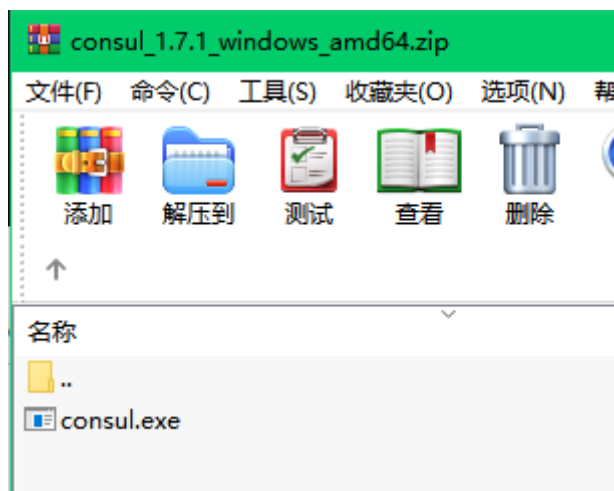 consul_1.7.1_windows_amd64.zip
文件(F) 命令(C) 工具(S) 收藏夹(O) 选项(N)
添加 解压到 测试 查看 删除
名称
..
consul.exe